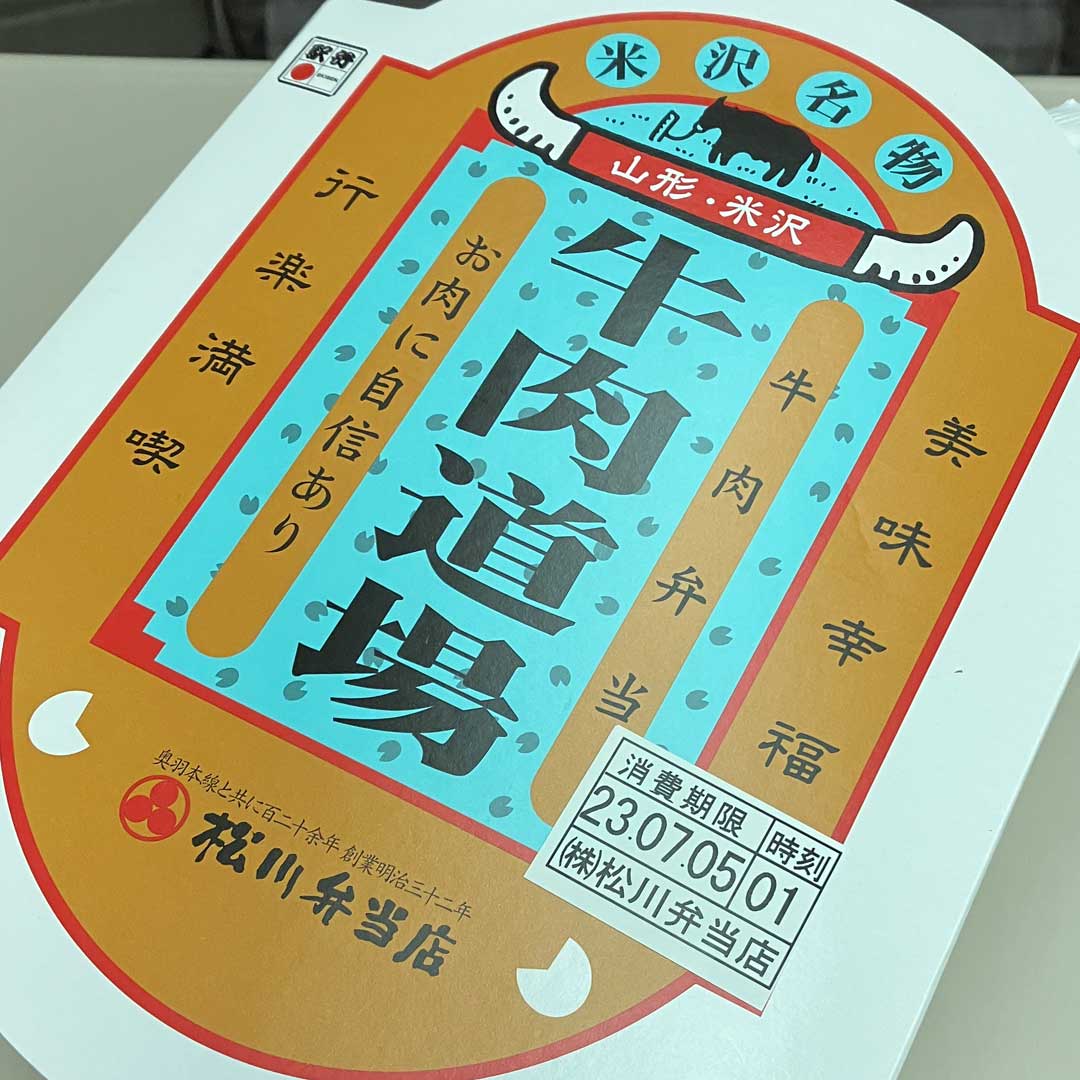 駅弁
米沢名物
山形・米沢
美味幸福
牛肉弁当
牛肉道場
お肉に自信あり
行楽満喫
奥羽本線と共に百二十余年 創業明治三十二年
松川弁当店
消費期限 時刻
23.07.05 01
(株)松川弁当店